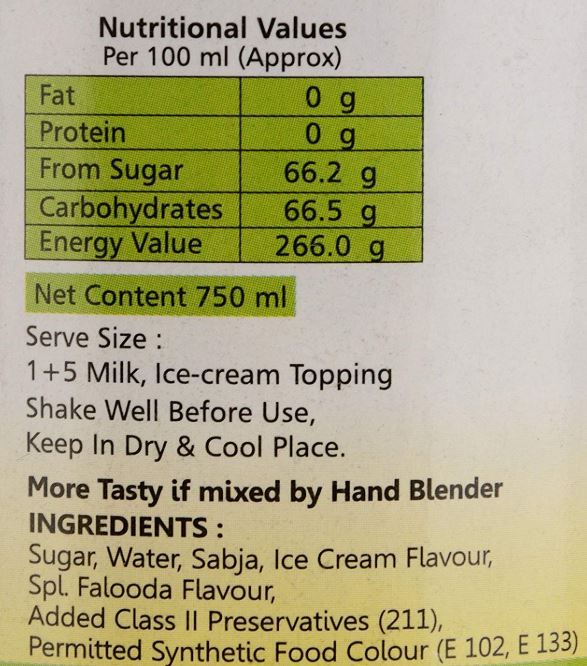 Nutritional Values
Per 100 ml (Approx)
Fat 0 g
Protein 0 g
From Sugar 66.2 g
Carbohydrates 66.5 g
Energy Value 266.0 g
Net Content 750 ml
Serve Size :
1+5 Milk, Ice-cream Topping
Shake Well Before Use,
Keep In Dry & Cool Place.
More Tasty if mixed by Hand Blender
INGREDIENTS :
Sugar, Water, Sabja, Ice Cream Flavour,
Spl. Falooda Flavour,
Added Class II Preservatives (211),
Permitted Synthetic Food Colour (E 102, E 133)